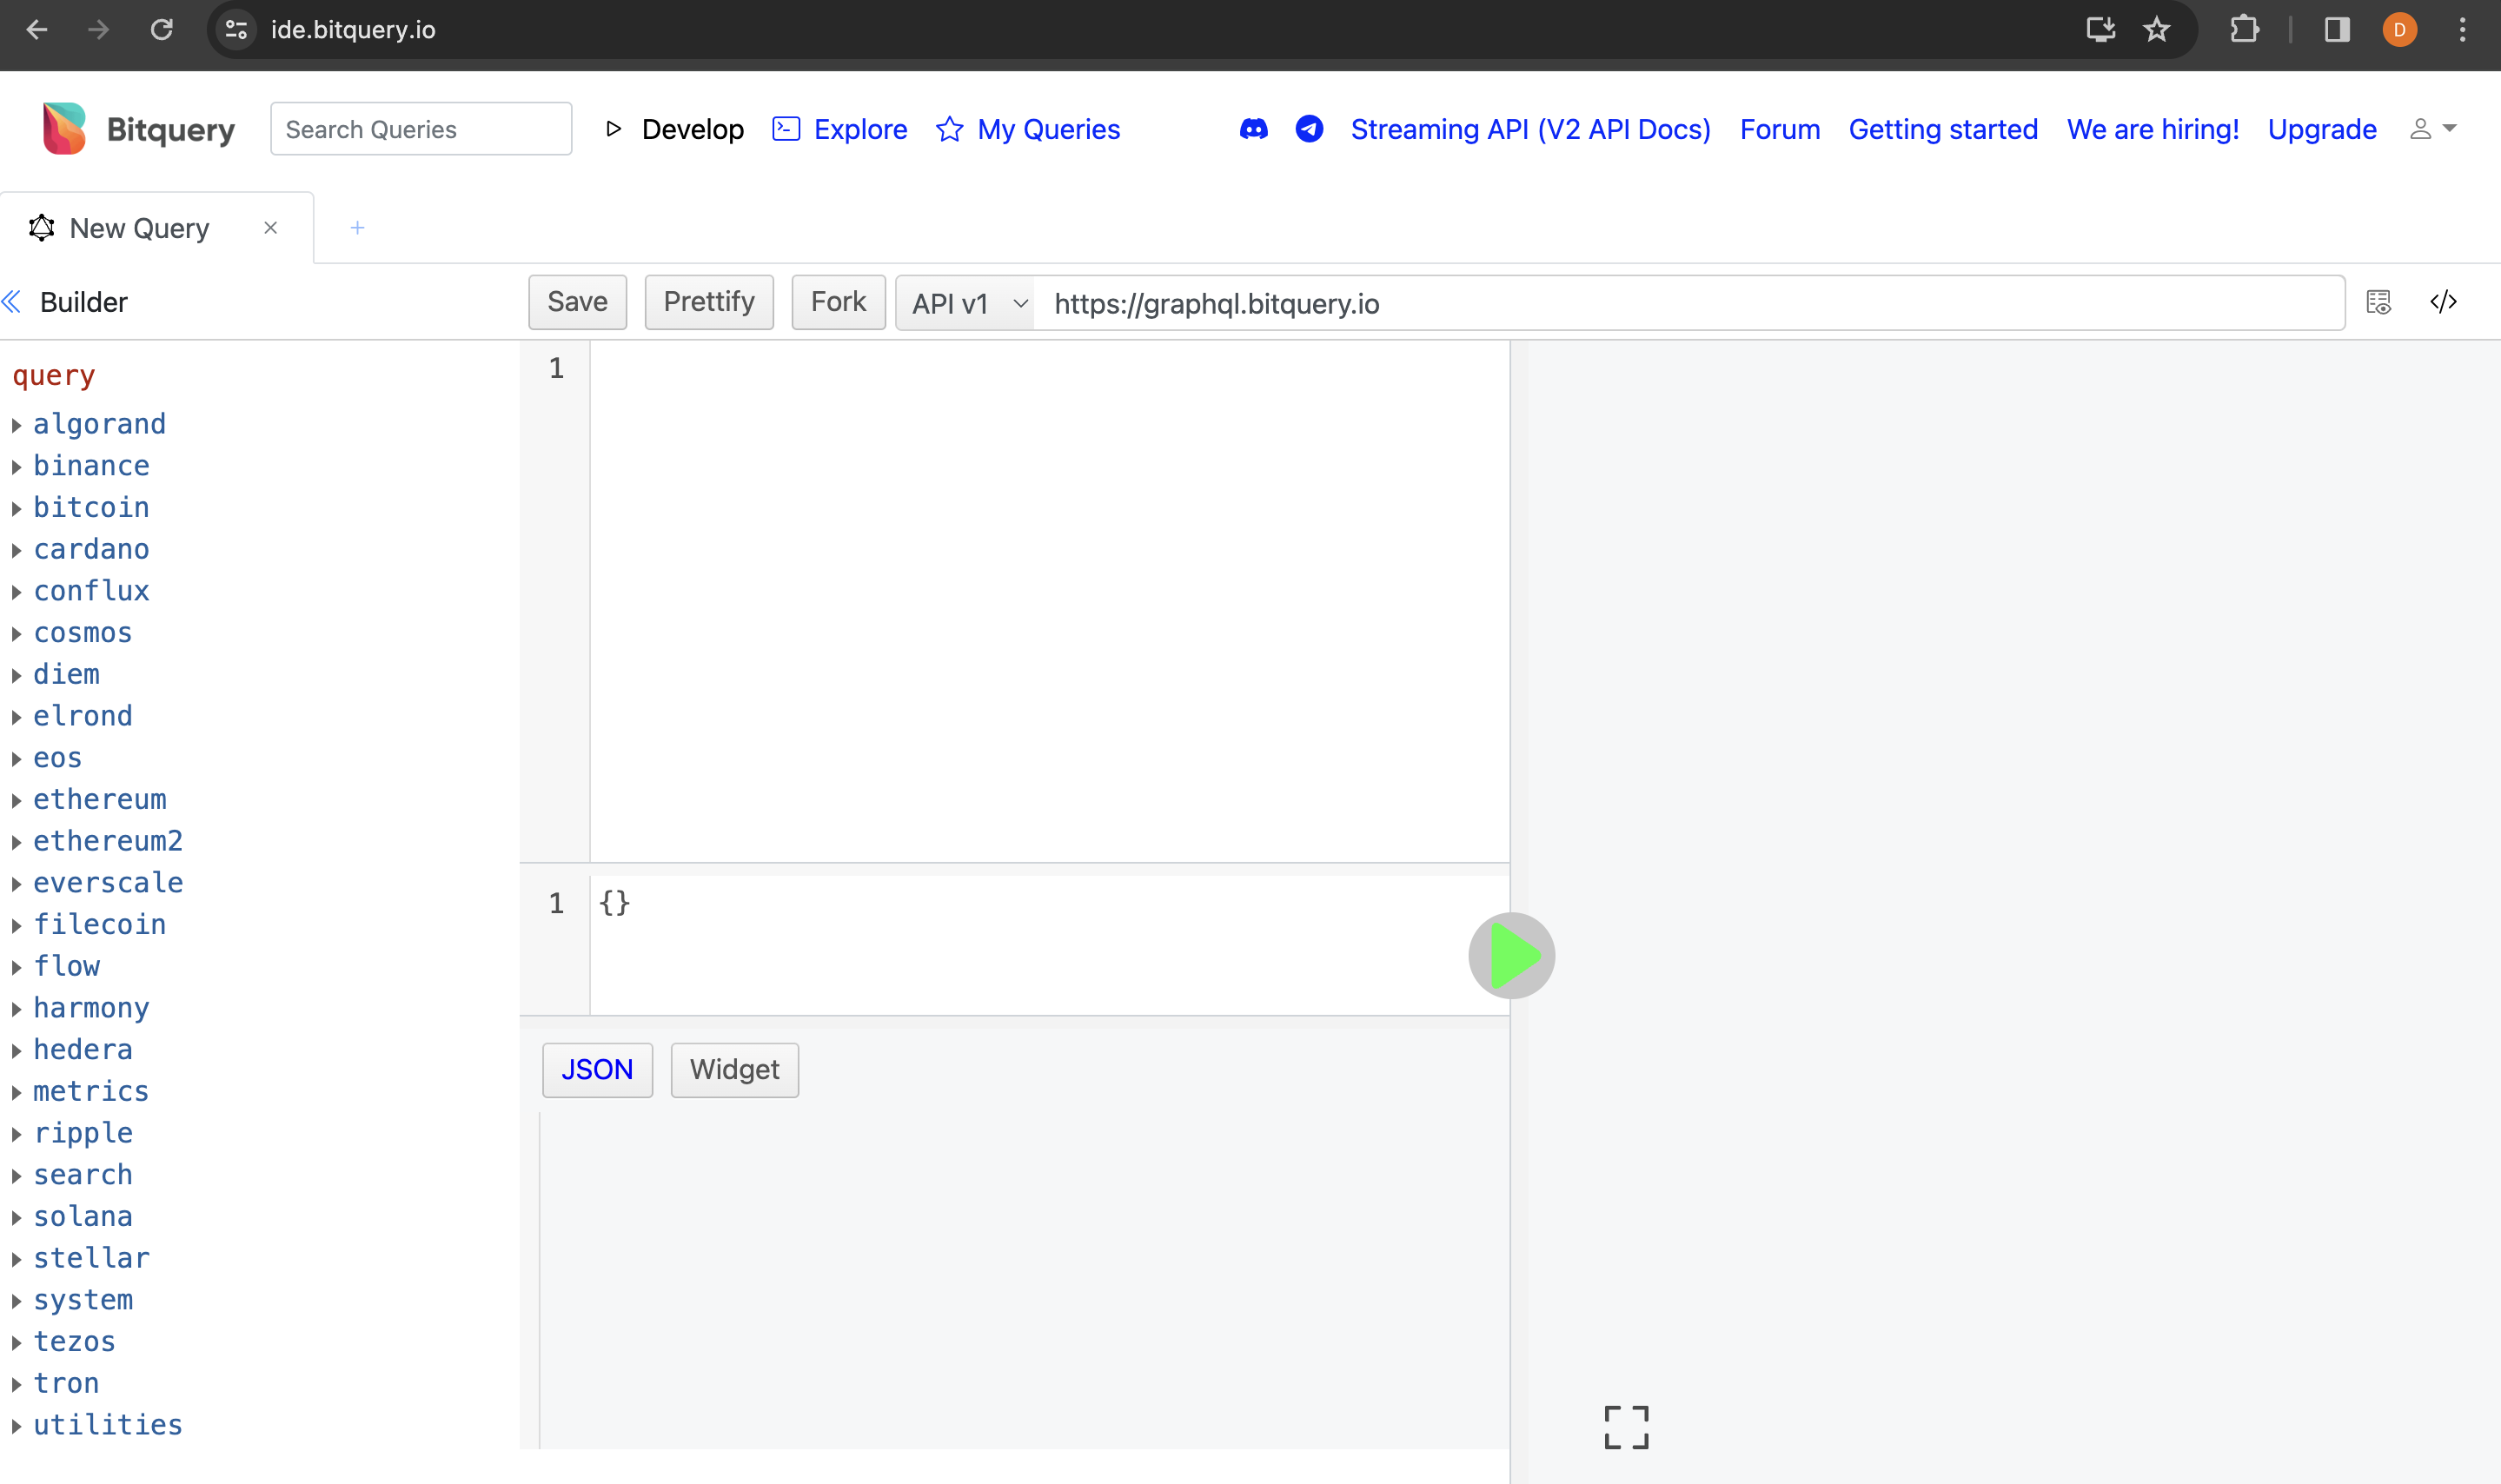 ide.bitquery.io
D
Bitquery
Search Queries
Develop
Explore
My Queries
Streaming API (V2 API Docs)
Forum
Getting started
We are hiring!
Upgrade
New Query
Builder
Save
Prettify
Fork
API v1
https://graphql.bitquery.io
query
algorand
binance
bitcoin
cardano
conflux
cosmos
diem
elrond
eos
ethereum
ethereum2
everscale
filecoin
flow
harmony
hedera
metrics
ripple
search
solana
stellar
system
tezos
tron
utilities
1
1 {}
JSON
Widget